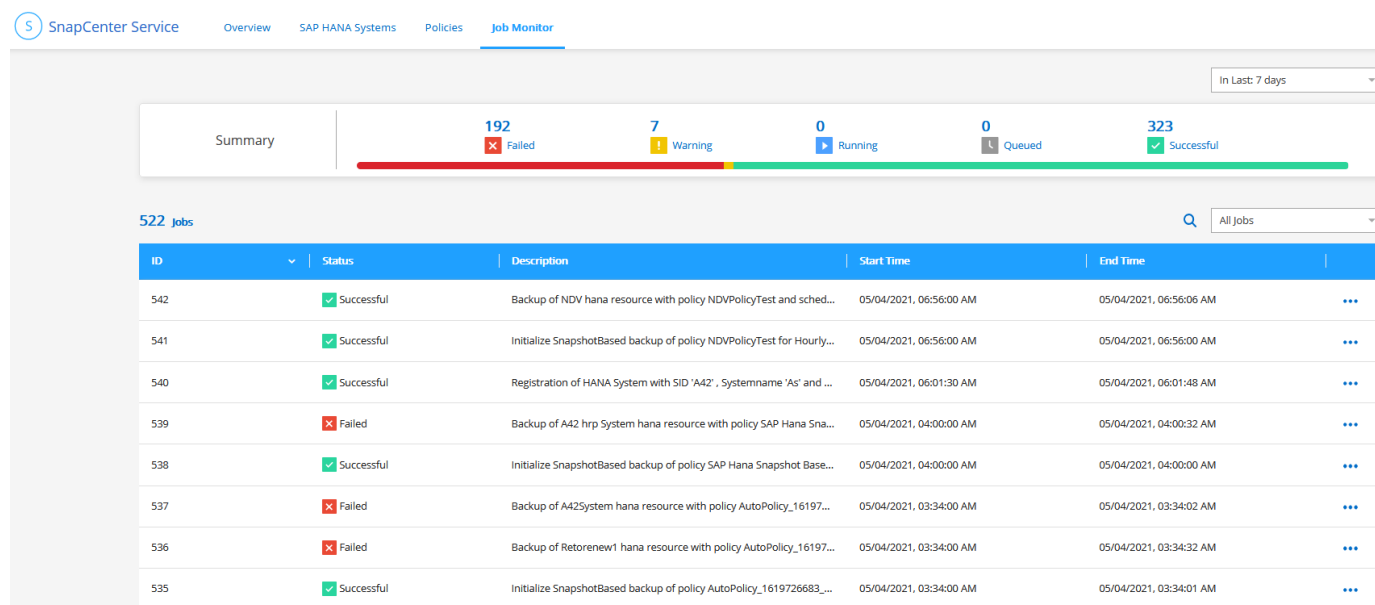 S SnapCenter Service Overview SAP HANA Systems Policies Job Monitor
In Last: 7 days
Summary
192 7 0 0 323
Failed Warning Running Queued Successful
522 Jobs All Jobs
ID Status Description Start Time End Time
542 Successful Backup of NDV hana resource with policy NDVPolicyTest and sched... 05/04/2021, 06:56:00 AM 05/04/2021, 06:56:06 AM
541 Successful Initialize SnapshotBased backup of policy NDVPolicyTest for Hourly... 05/04/2021, 06:56:00 AM 05/04/2021, 06:56:00 AM
540 Successful Registration of HANA System with SID 'A42' , Systemname 'As' and ... 05/04/2021, 06:01:30 AM 05/04/2021, 06:01:48 AM
539 Failed Backup of A42 hrp System hana resource with policy SAP Hana Sna... 05/04/2021, 04:00:00 AM 05/04/2021, 04:00:32 AM
538 Successful Initialize SnapshotBased backup of policy SAP Hana Snapshot Base... 05/04/2021, 04:00:00 AM 05/04/2021, 04:00:00 AM
537 Failed Backup of A42System hana resource with policy AutoPolicy_16197... 05/04/2021, 03:34:00 AM 05/04/2021, 03:34:02 AM
536 Failed Backup of Retorenew1 hana resource with policy AutoPolicy_16197... 05/04/2021, 03:34:00 AM 05/04/2021, 03:34:32 AM
535 Successful Initialize SnapshotBased backup of policy AutoPolicy_1619726683_... 05/04/2021, 03:34:00 AM 05/04/2021, 03:34:01 AM